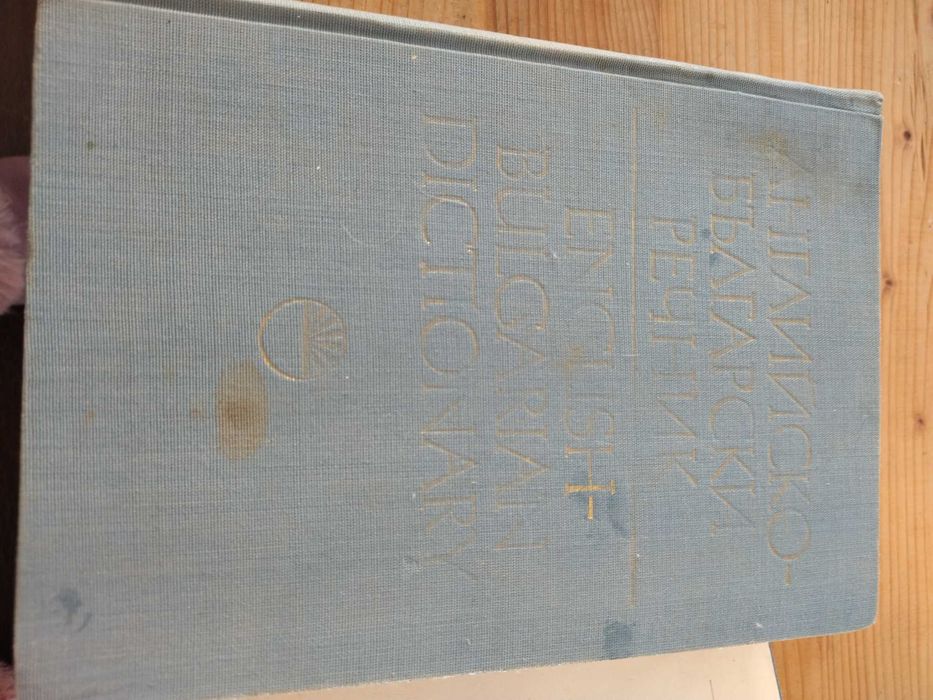 АНГЛИЙСКО-
БЪЛГАРСКИ
РЕЧНИК
ENGLISH-
BULGARIAN
DICTIONARY